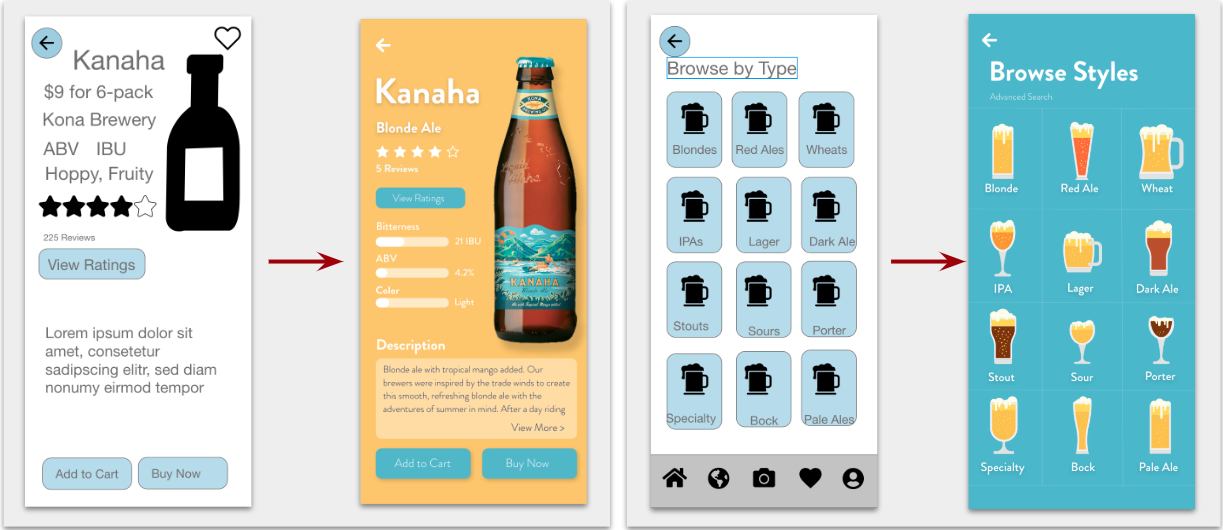 Kanaha
$9 for 6-pack
Kona Brewery
ABV IBU
Hoppy, Fruity
225 Reviews
View Ratings
Lorem ipsum dolor sit
amet, consetetur
sadipscing elitr, sed diam
nonumy eirmod tempor
Add to Cart
Buy Now
Kanaha
Blonde Ale
5 Reviews
View Ratings
Bitterness
21 IBU
ABV
4.2%
Color
Light
KONA
KANAHA
Blonde Ale
Description
Blonde ale with tropical mango added. Our
brewers were inspired by the trade winds to create
this smooth, refreshing blonde ale with the
adventures of summer in mind. After a day riding
View More >
Add to Cart
Buy Now
Browse by Type
Blondes
Red Ales
Wheats
IPAs
Lager
Dark Ale
Stouts
Sours
Porter
Specialty
Bock
Pale Ales
Browse Styles
Advanced Search
Blonde
Red Ale
Wheat
IPA
Lager
Dark Ale
Stout
Sour
Porter
Specialty
Bock
Pale Ale